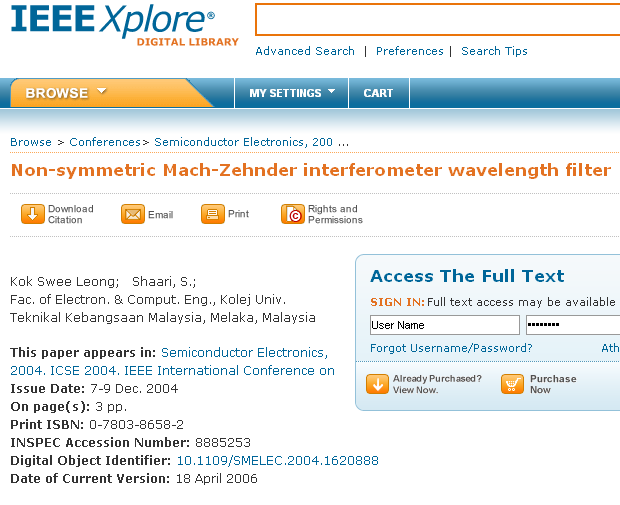 IEEE Xplore®
DIGITAL LIBRARY
Advanced Search | Preferences | Search Tips
BROWSE
MY SETTINGS
CART
Browse > Conferences> Semiconductor Electronics, 200 ...
Non-symmetric Mach-Zehnder interferometer wavelength filter
Download
Citation
Email
Print
Rights and
Permissions
Kok Swee Leong; Shaari, S.;
Fac. of Electron. & Comput. Eng., Kolej Univ.
Teknikal Kebangsaan Malaysia, Melaka, Malaysia
This paper appears in: Semiconductor Electronics,
2004. ICSE 2004. IEEE International Conference on
Issue Date: 7-9 Dec. 2004
On page(s): 3 pp.
Print ISBN: 0-7803-8658-2
INSPEC Accession Number: 8885253
Digital Object Identifier: 10.1109/SMELEC.2004.1620888
Date of Current Version: 18 April 2006
Access The Full Text
SIGN IN: Full text access may be available
User Name
••••••••
Forgot Username/Password?
Ath
Already Purchased?
View Now.
Purchase
Now